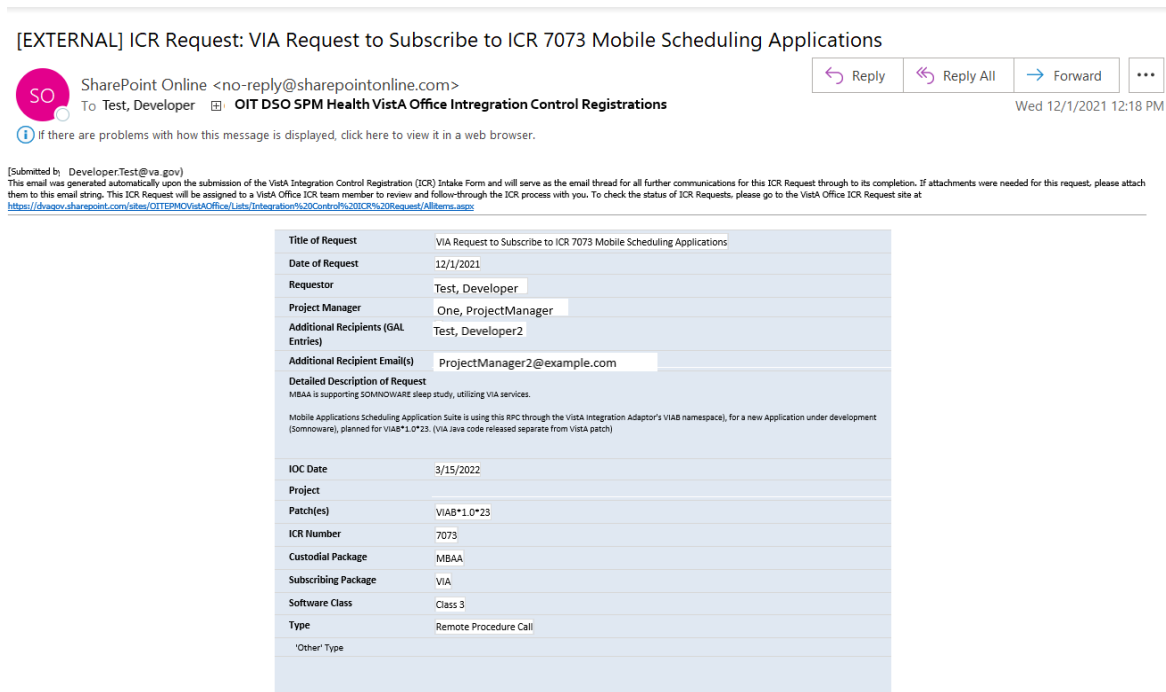 [EXTERNAL] ICR Request: VIA Request to Subscribe to ICR 7073 Mobile Scheduling Applications
SO
SharePoint Online <no-reply@sharepointonline.com>
To Test, Developer OIT DSO SPM Health VistA Office Intregration Control Registrations
Reply
Reply All
Forward
Wed 12/1/2021 12:18 PM
If there are problems with how this message is displayed, click here to view it in a web browser.
[Submitted by Developer.Test@va.gov)
This email was generated automatically upon the submission of the VistA Integration Control Registration (ICR) Intake Form and will serve as the email thread for all further communications for this ICR Request through to its completion. If attachments were needed for this request, please attach
them to this email string. This ICR Request will be assigned to a VistA Office ICR team member to review and follow-through the ICR process with you. To check the status of ICR Requests, please go to the VistA Office ICR Request site at
https://dvagov.sharepoint.com/sites/OITEPMOVistAOffice/Lists/Integration%20Control%20ICR%20Request/Allitems.aspx
Title of Request VIA Request to Subscribe to ICR 7073 Mobile Scheduling Applications
Date of Request 12/1/2021
Requestor Test, Developer
Project Manager One, ProjectManager
Additional Recipients (GAL Test, Developer2
Entries)
Additional Recipient Email(s) ProjectManager2@example.com
Detailed Description of Request
MBAA is supporting SOMNOWARE sleep study, utilizing VIA services.
Mobile Applications Scheduling Application Suite is using this RPC through the VistA Integration Adaptor's VIAB namespace), for a new Application under development
(Somnoware), planned for VIAB*1.0*23. (VIA Java code released separate from VistA patch)
IOC Date 3/15/2022
Project
Patch(es) VIAB*1.0*23
ICR Number 7073
Custodial Package MBAA
Subscribing Package VIA
Software Class Class 3
Type Remote Procedure Call
'Other' Type